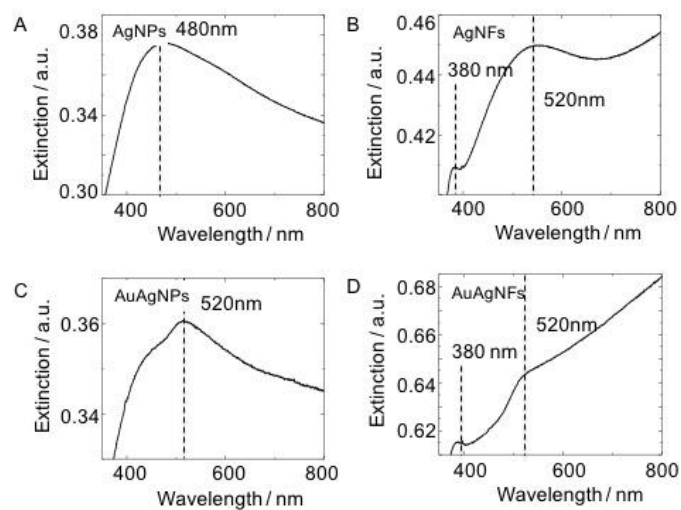 A
AgNPs 480nm
0.38
0.34
0.30
Extinction / a.u.
400 600 800
Wavelength / nm
B
AgNFs
380 nm
520nm
0.46
0.44
0.42
Extinction / a.u.
400 600 800
Wavelength / nm
C
AuAgNPs
520nm
0.36
0.34
Extinction / a.u.
400 600 800
Wavelength / nm
D
AuAgNFs
380 nm
520nm
0.68
0.66
0.64
0.62
Extinction / a.u.
400 600 800
Wavelength / nm